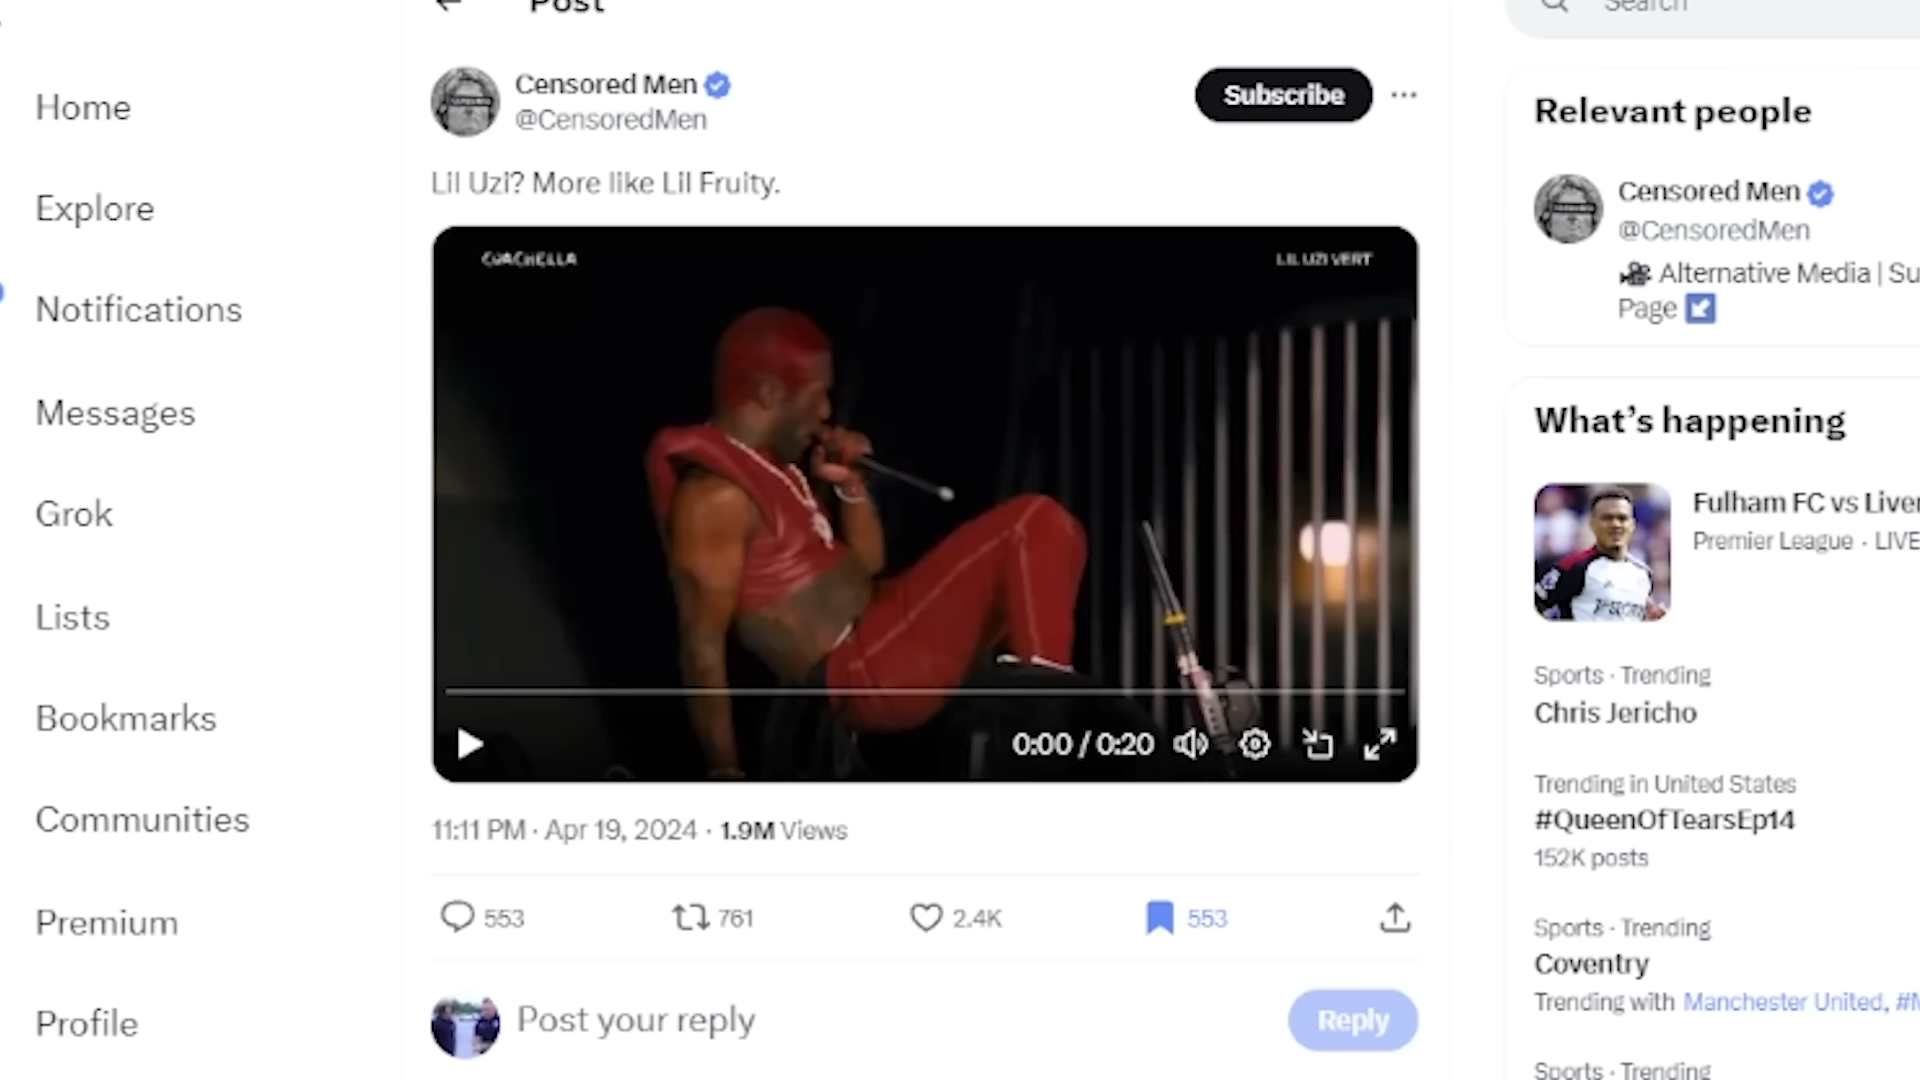 Post
Search
Home
Explore
Notifications
Messages
Grok
Lists
Bookmarks
Communities
Premium
Profile
Censored Men
@CensoredMen
Subscribe
Lil Uzi? More like Lil Fruity.
COACHELLA
LIL UZI VERT
0:00 / 0:20
11:11 PM · Apr 19, 2024 · 1.9M Views
553
761
2.4K
553
Post your reply
Reply
Relevant people
Censored Men
@CensoredMen
Alternative Media | Su
Page
What's happening
Fulham FC vs Liver
Premier League · LIVE
Sports · Trending
Chris Jericho
Trending in United States
#QueenOfTearsEp14
152K posts
Sports · Trending
Coventry
Trending with Manchester United, #M
Sports · Trending